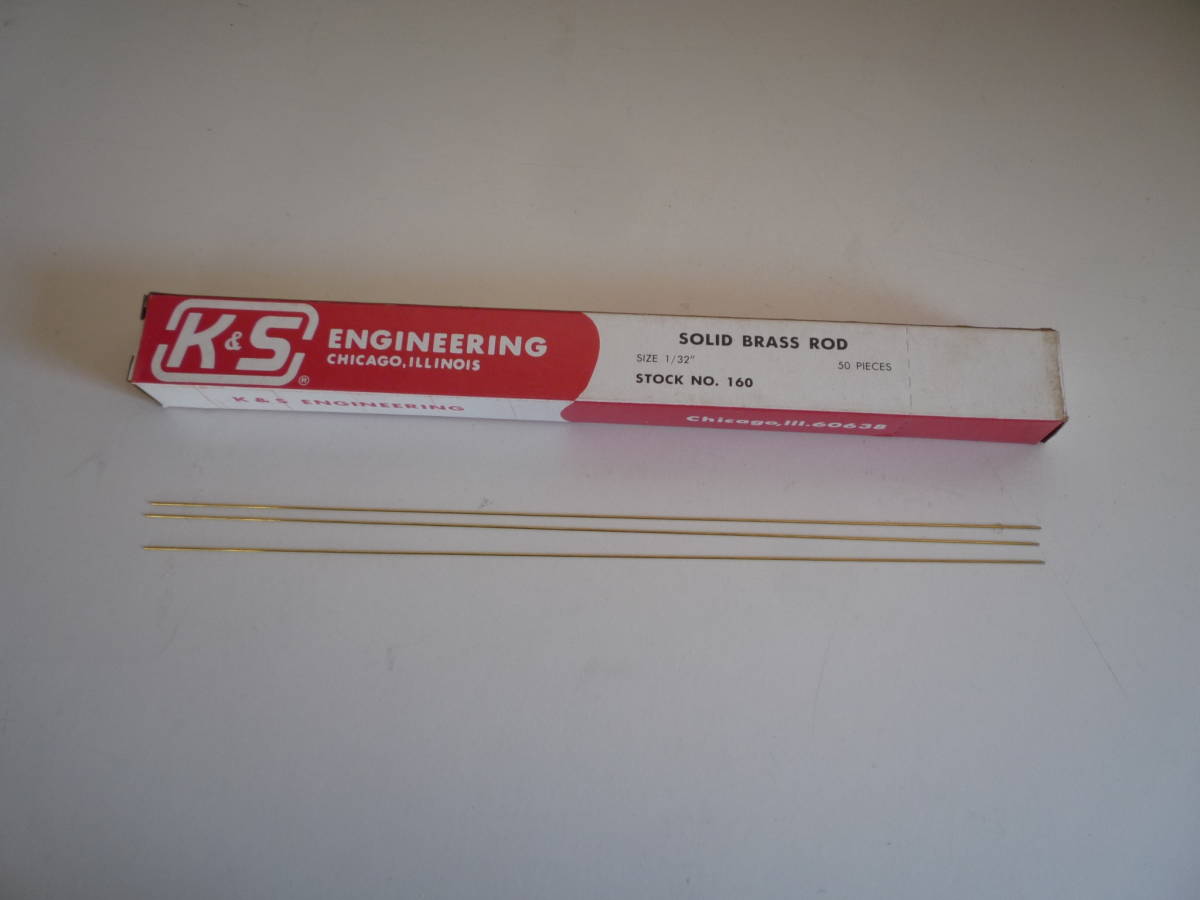 K&S
®
ENGINEERING
CHICAGO, ILLINOIS
SOLID BRASS ROD
SIZE 1/32"
50 PIECES
STOCK NO. 160
K & S ENGINEERING
Chicago, Ill. 60638